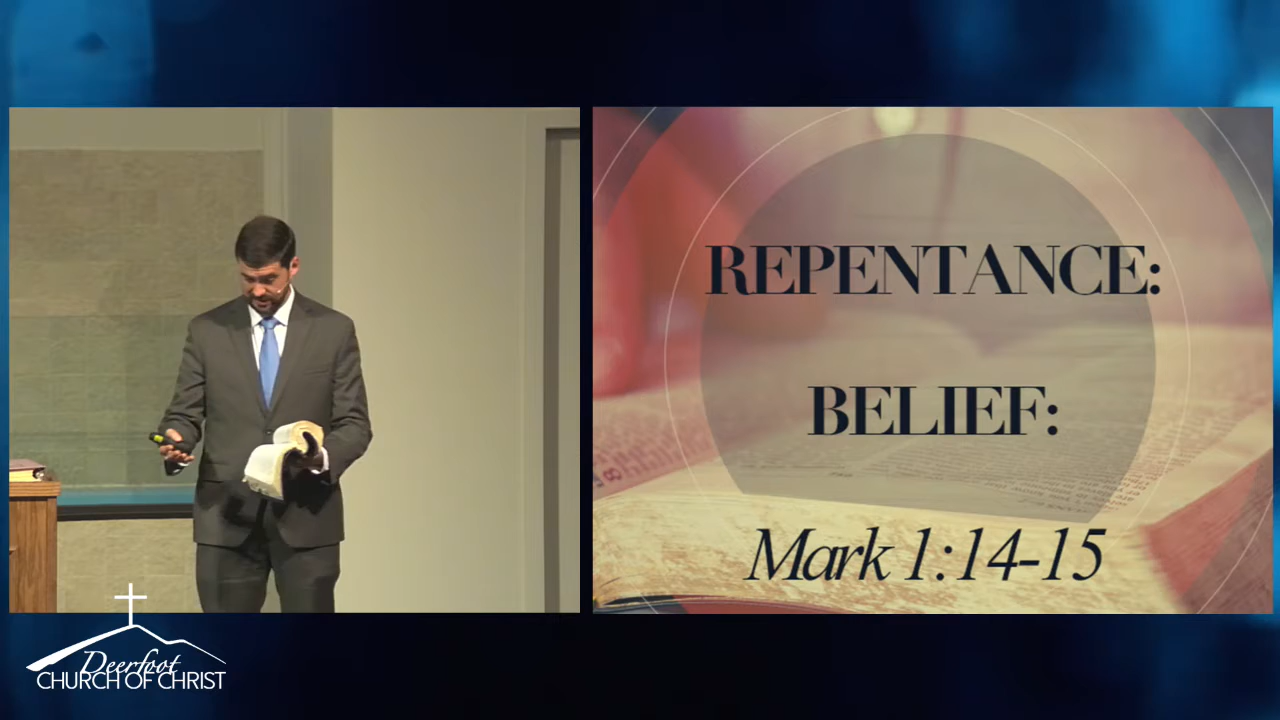 REPENTANCE:
BELIEF:
Mark 1:14-15
Deerfoot
CHURCH OF CHRIST